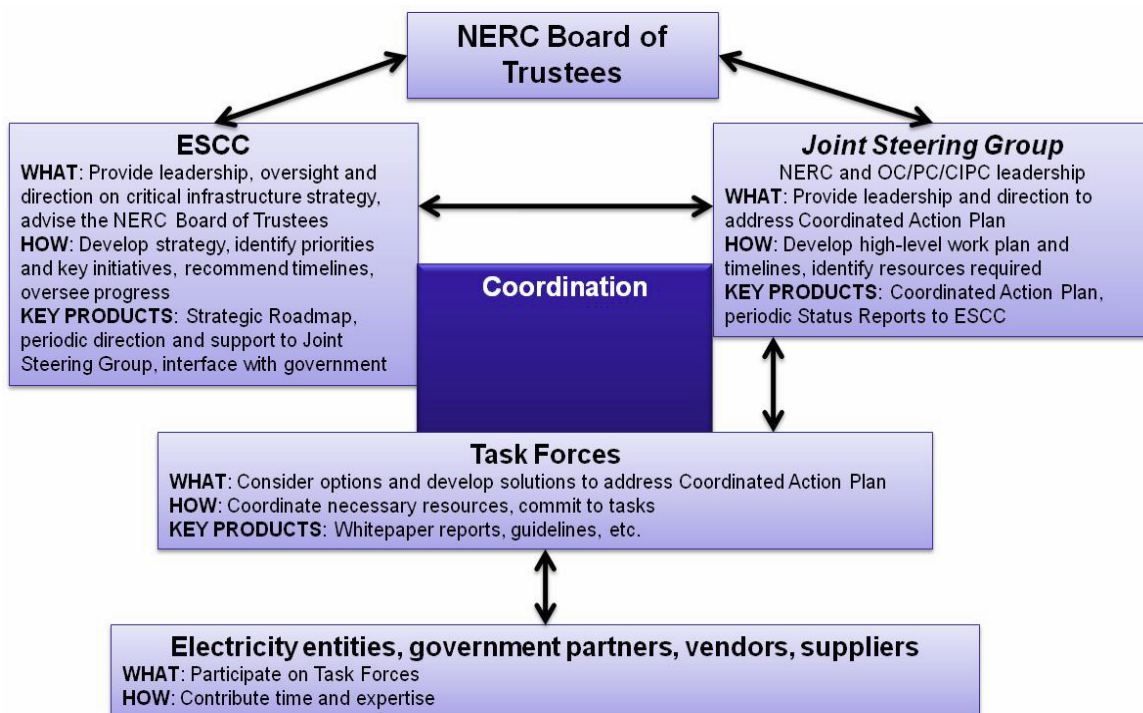 NERC Board of
Trustees
ESCC
WHAT: Provide leadership, oversight and
direction on critical infrastructure strategy,
advise the NERC Board of Trustees
HOW: Develop strategy, identify priorities
and key initiatives, recommend timelines,
oversee progress
KEY PRODUCTS: Strategic Roadmap,
periodic direction and support to Joint
Steering Group, interface with government
Joint Steering Group
NERC and OC/PC/CIPC leadership
WHAT: Provide leadership and direction to
address Coordinated Action Plan
HOW: Develop high-level work plan and
timelines, identify resources required
KEY PRODUCTS: Coordinated Action Plan,
periodic Status Reports to ESCC
Coordination
Task Forces
WHAT: Consider options and develop solutions to address Coordinated Action Plan
HOW: Coordinate necessary resources, commit to tasks
KEY PRODUCTS: Whitepaper reports, guidelines, etc.
Electricity entities, government partners, vendors, suppliers
WHAT: Participate on Task Forces
HOW: Contribute time and expertise